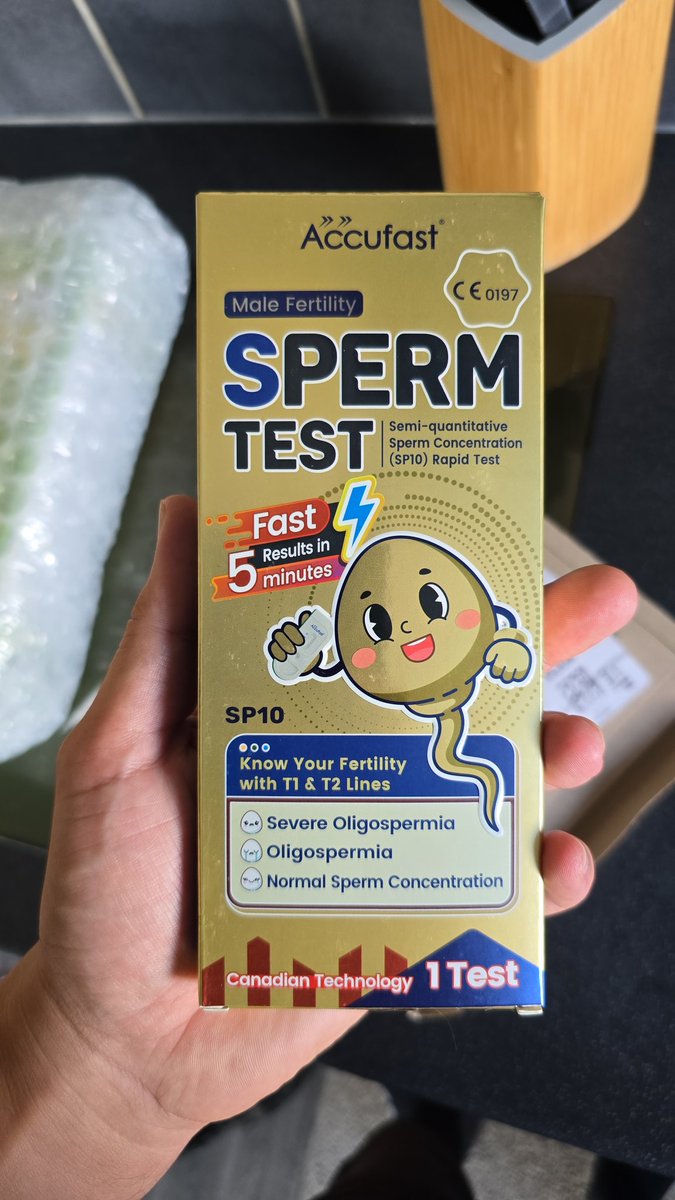 Accufast®
CE 0197
Male Fertility
SPERM
TEST
Semi-quantitative
Sperm Concentration
(SP10) Rapid Test
Fast
5 Results in
minutes
Accufast
SP10
Know Your Fertility
with T1 & T2 Lines
Severe Oligospermia
Oligospermia
Normal Sperm Concentration
Canadian Technology
1 Test